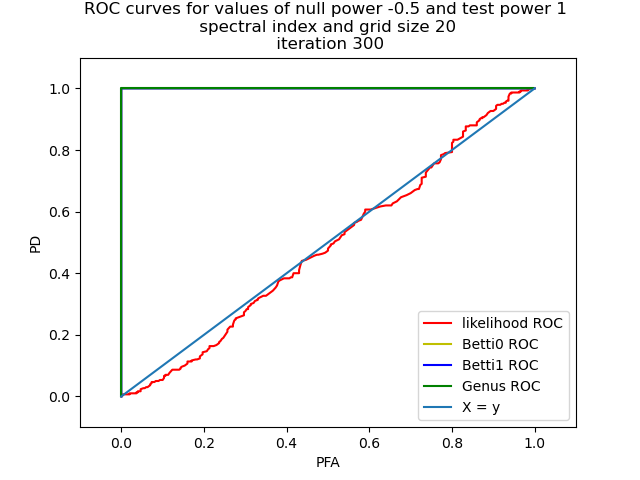 ROC curves for values of null power -0.5 and test power 1
spectral index and grid size 20
iteration 300
1.0
0.8
0.6
0.4
0.2
0.0
PD
likelihood ROC
Betti0 ROC
Betti1 ROC
Genus ROC
X = y
0.0 0.2 0.4 0.6 0.8 1.0
PFA